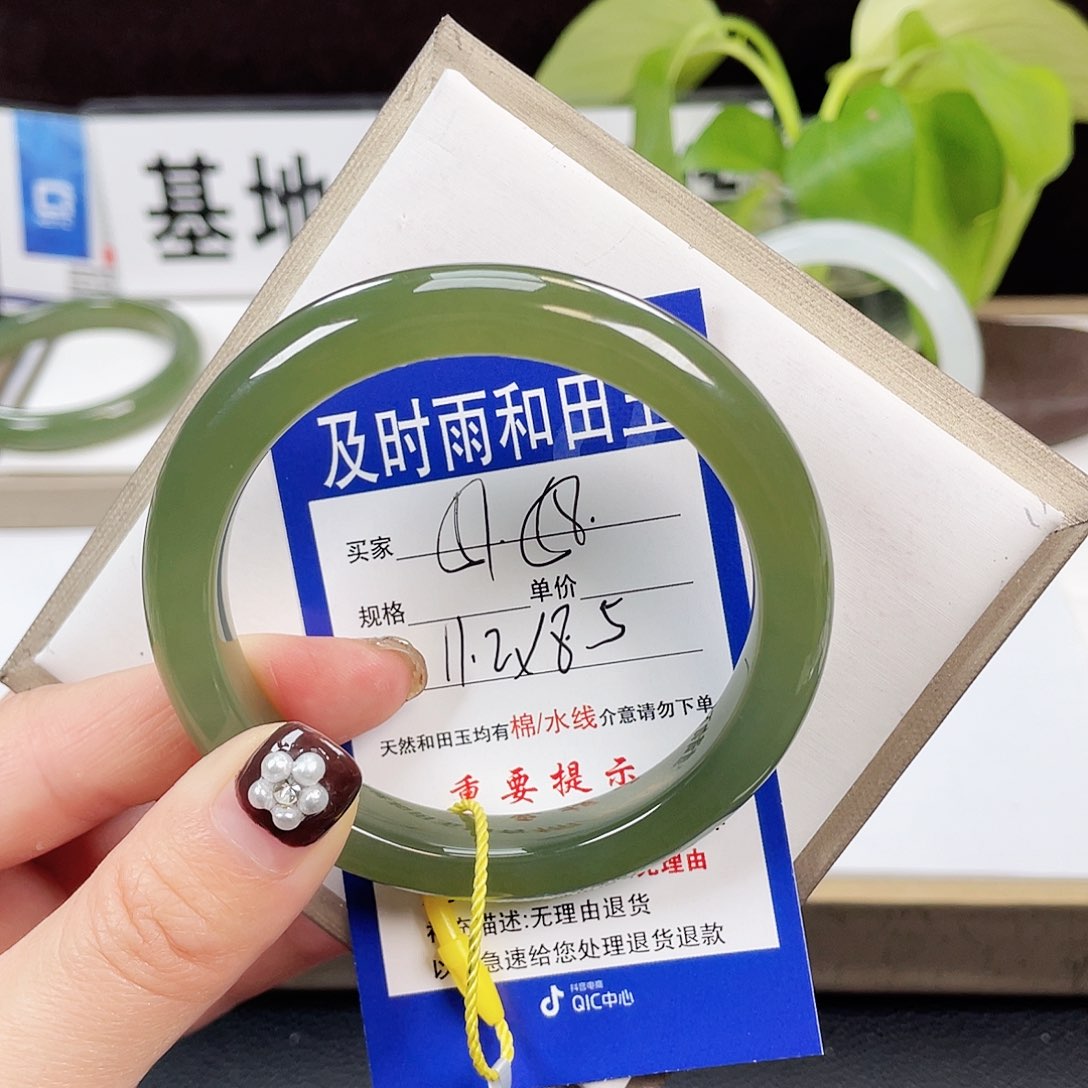 基地
及时雨和田玉
买家
单价
规格
11.2x8.5
天然和田玉均有棉/水线介意请勿下单
重要提示
理由
描述:无理由退货
急速给您处理退货退款
抖音电商
QIC中心